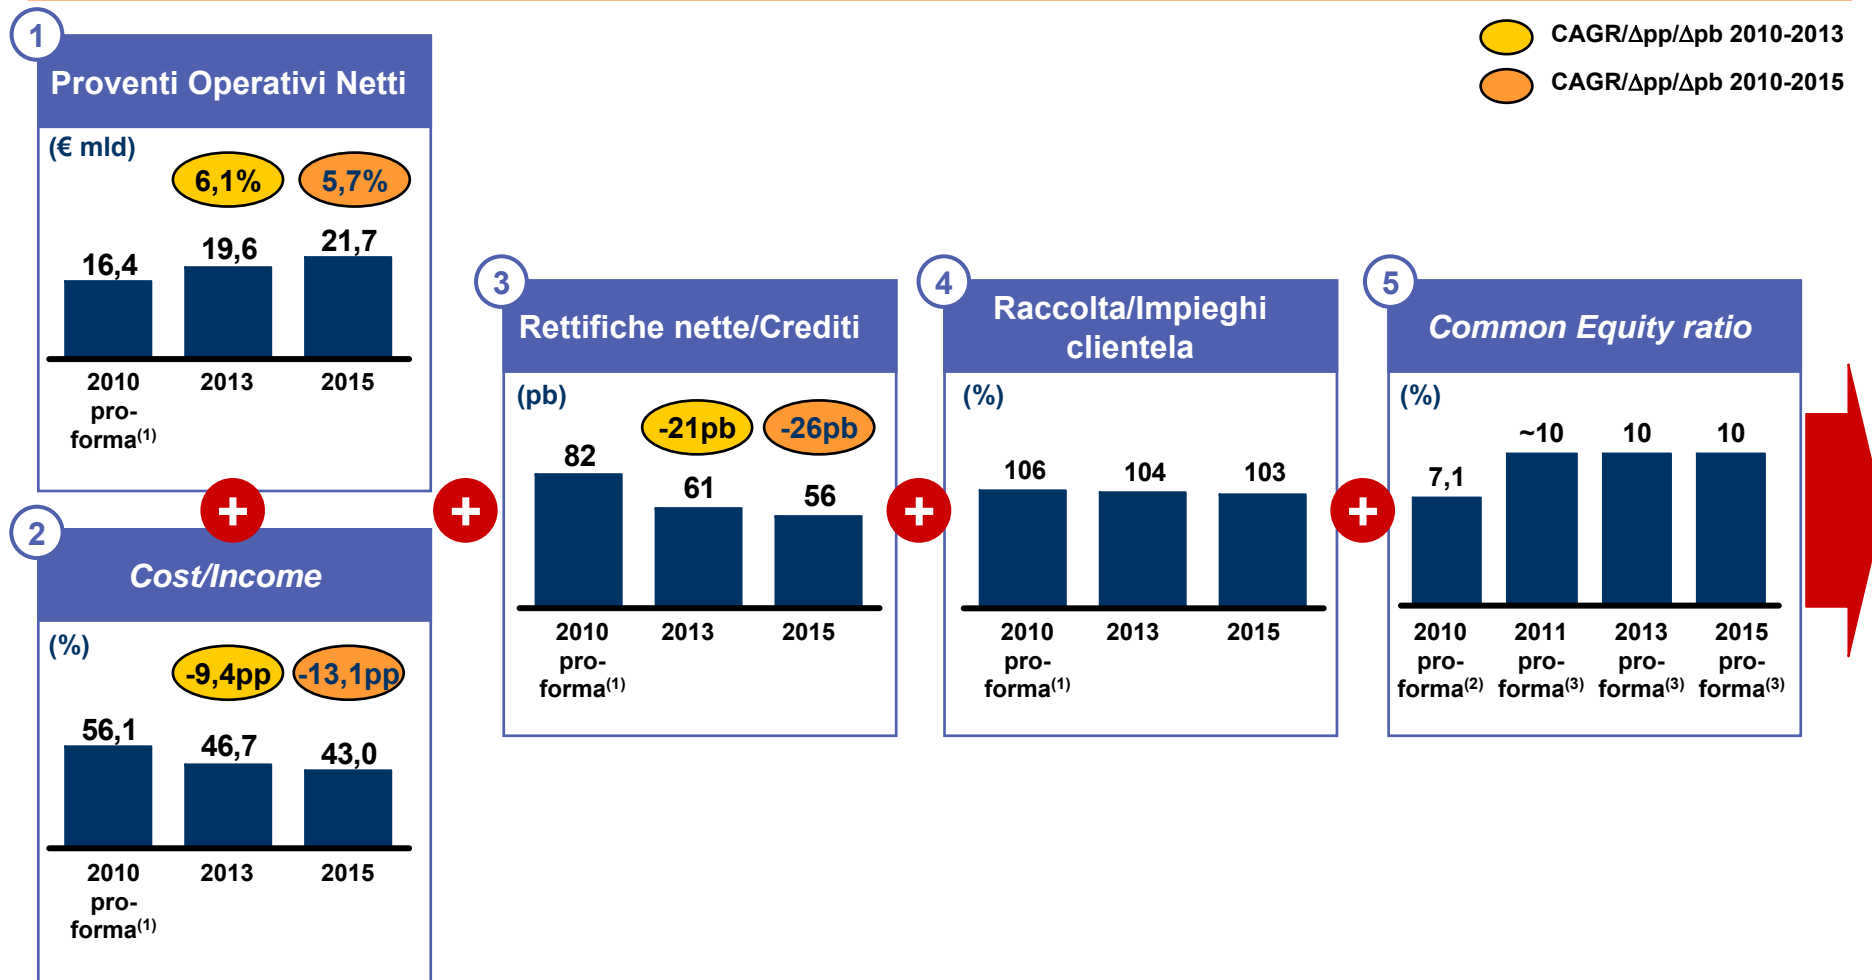 CAGR/Δpp/Δpb 2010-2013
CAGR/Δpp/Δpb 2010-2015
1
Proventi Operativi Netti
(€ mld)
6,1%
5,7%
16,4
19,6
21,7
2010
pro-
forma(1)
2013
2015
+
2
Cost/Income
(%)
-9,4pp
-13,1pp
56,1
46,7
43,0
2010
pro-
forma(1)
2013
2015
+
3
Rettifiche nette/Crediti
(pb)
-21pb
-26pb
82
61
56
2010
pro-
forma(1)
2013
2015
+
4
Raccolta/Impieghi
clientela
(%)
106
104
103
2010
pro-
forma(1)
2013
2015
+
5
Common Equity ratio
(%)
7,1
~10
10
10
2010
pro-
forma(2)
2011
pro-
forma(3)
2013
pro-
forma(3)
2015
pro-
forma(3)